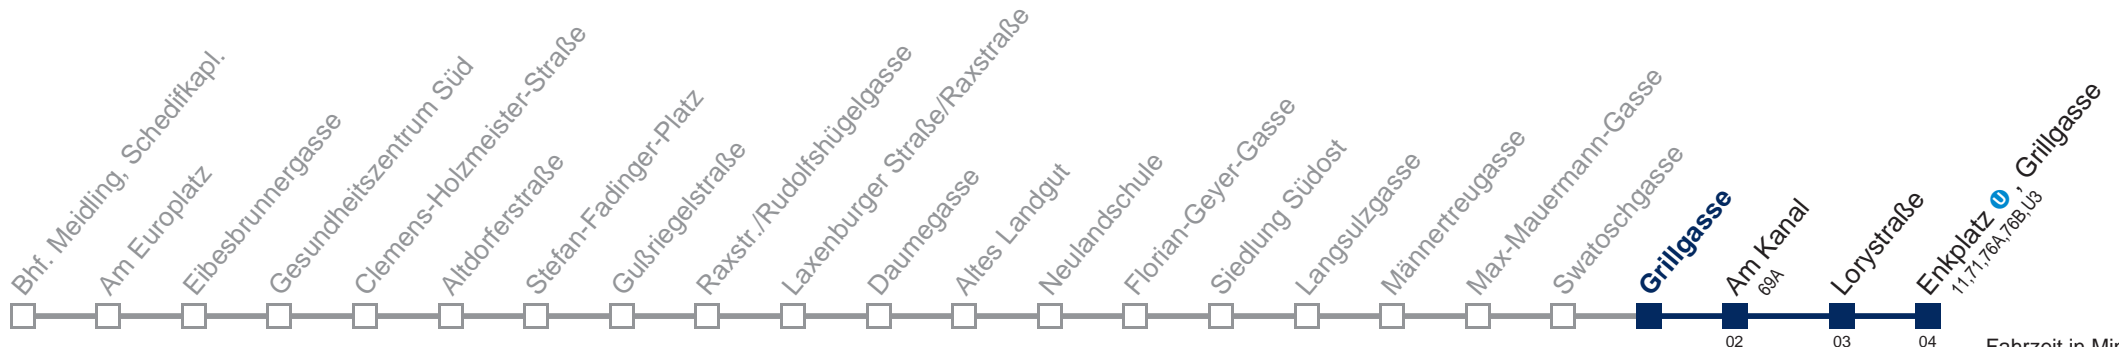 Bhf. Meidling, Schedifkapl.
Am Europlatz
Eibesbrunnergasse
Gesundheitszentrum Süd
Clemens-Holzmeister-Straße
Altdorferstraße
Stefan-Fadinger-Platz
Gußriegelstraße
Raxstr./Rudolfshügelgasse
Laxenburger Straße/Raxstraße
Daumegasse
Altes Landgut
Neulandschule
Florian-Geyer-Gasse
Siedlung Südost
Langsulzgasse
Männertreugasse
Max-Mauermann-Gasse
Swatoschgasse
Grillgasse
Am Kanal
69A
Lorystraße
Enkplatz U, Grillgasse
11,71,76A,76B,U3
02 03 04
Fahrzeit in